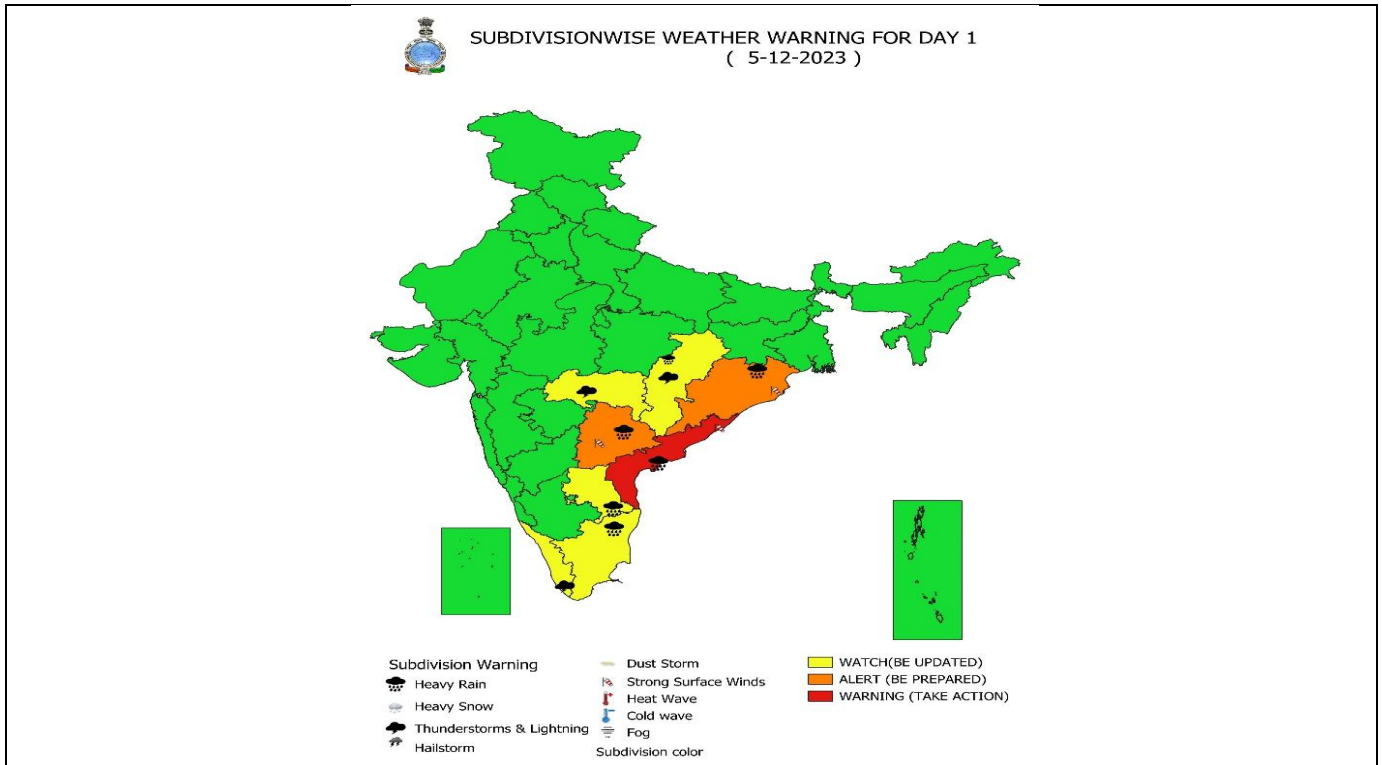 SUBDIVISIONWISE WEATHER WARNING FOR DAY 1
( 5-12-2023 )
Subdivision Warning
Heavy Rain
Heavy Snow
Thunderstorms & Lightning
Hailstorm
Dust Storm
Strong Surface Winds
Heat Wave
Cold wave
Fog
Subdivision color
WATCH(BE UPDATED)
ALERT (BE PREPARED)
WARNING (TAKE ACTION)